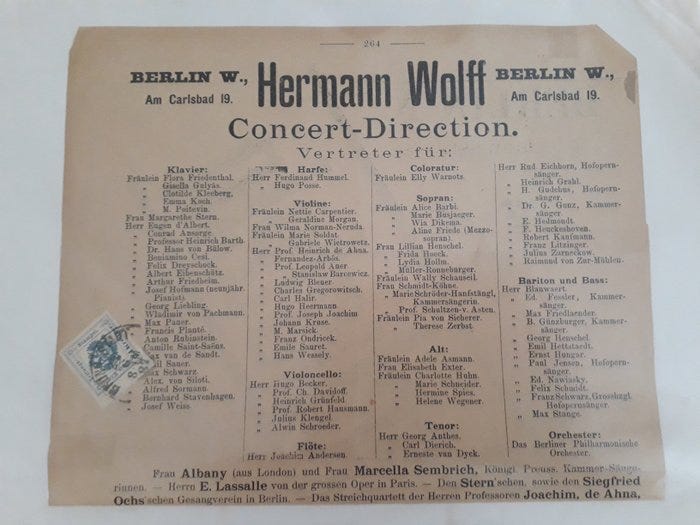 264
BERLIN W.,
Am Carlsbad 19.
Hermann Wolff
BERLIN W.,
Am Carlsbad 19.
Concert-Direction.
Vertreter für:
Klavier:
Fräulein Flora Friedenthal.
„ Gisella Gulyás.
„ Clotilde Kleeberg.
„ Emma Koch.
„ M. Poitevin.
Frau Margarethe Stern.
Herr Eugen d'Albert.
„ Conrad Ansorge.
„ Professor Heinrich Barth.
„ Dr. Hans von Bülow.
„ Beniamino Cesi.
„ Felix Dreyschock.
„ Albert Eibenschütz.
„ Arthur Friedheim.
„ Josef Hofmann (neunjähr.
Pianist)
„ Georg Liebling.
„ Wladimir von Pachmann.
„ Max Pauer.
„ Francis Planté.
„ Anton Rubinstein.
Camille Saint-Saëns.
van de Sandt.
Sauer.
Max Schwarz.
„ Alex. von Siloti.
„ Alfred Sormann.
„ Bernhard Stavenhagen.
„ Josef Weiss.
Harfe:
Herr Ferdinand Hummel.
„ Hugo Posse.
Violine:
Fräulein Nettie Carpentier.
„ Geraldine Morgan.
Frau Wilma Norman-Neruda.
Fräulein Marie Soldat.
„ Gabriele Wietrowetz.
Herr Prof. Heinrich de Ahna.
„ Fernandez-Arbós.
„ Prof. Leopold Auer
„ „ Stanislaw Barcewicz.
„ Ludwig Bleuer.
„ Charles Gregorowitsch.
„ Carl Halir.
„ Hugo Heermann.
„ Prof. Joseph Joachim
„ Johann Kruse.
„ M. Marsick.
„ Franz Ondricek.
„ Emile Sauret.
„ Hans Wessely.
Violoncello:
Herr Hugo Becker.
„ Prof. Ch. Davidoff.
„ Heinrich Grünfeld.
„ Prof. Robert Hausmann.
„ Julius Klengel.
„ Alwin Schroeder.
Flöte:
Herr Joachim Andersen.
Coloratur:
Fräulein Elly Warnots.
Sopran:
Fräulein Alice Barbi.
„ Marie Busjaeger.
„ Wia Dikema.
„ Aline Friede (Mezzo-
sopran).
Frau Lillian Henschel.
„ Frida Hoeck.
„ Lydia Hollm.
„ Müller-Ronneburger.
Fräulein Wally Schauseil.
Frau Schmidt-Köhne.
„ Marie Schröder-Hanfstängl,
Kammersängerin.
„ Prof. Schultzen-v. Asten.
Fräulein Pia von Sicherer.
„ Therese Zerbst.
Alt:
Fräulein Adele Asmann.
Frau Elisabeth Exter.
Fräulein Charlotte Huhn.
„ Marie Schneider.
„ Hermine Spies.
„ Helene Wegener.
Tenor:
Herr Georg Anthes.
„ Carl Dierich.
„ Erneste van Dyck.
Herr Rud. Eichhorn, Hofopern-
sänger.
„ Heinrich Grahl.
„ H. Gudehus, Hofopern-
sänger.
„ Dr. G. Gunz, Kammer-
sänger.
„ E. Hedmondt.
„ F. Henckeshoven.
„ Robert Kaufmann.
„ Franz Litzinger.
„ Julius Zarneckow.
„ Raimund von Zur-Mühlen.
Bariton und Bass:
Herr Blauwaert.
„ Ed. Fessler, Kammer-
sänger.
„ Max Friedlaender.
„ B. Günzburger, Kammer-
sänger.
„ Georg Henschel.
„ Emil Hettstaedt.
„ Ernst Hungar.
„ Paul Jensen, Hofopern-
sänger.
„ Ed. Nawiasky.
„ Felix Schmidt.
„ Franz Schwarz, Grossherzgl.
Hofopernsänger.
„ Max Stange.
Orchester:
Das Berliner Philharmonische
Orchester.
Frau Albany (aus London) und Frau Marcella Sembrich, Königl. Preuss. Kammer-Sänge-
rinnen. — Herrn E. Lassalle von der grossen Oper in Paris. — Den Stern'schen, sowie den Siegfried
Ochs'schen Gesangverein in Berlin. — Das Streichquartett der Herren Professoren Joachim, de Ahna,